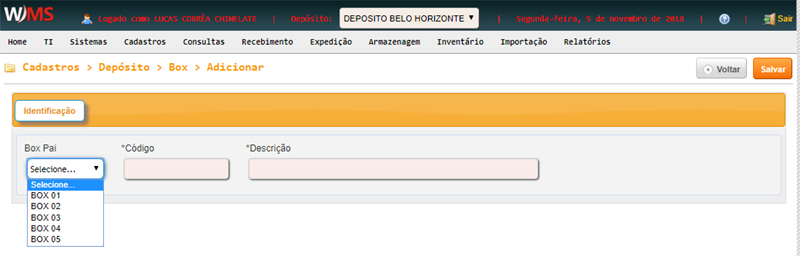 WMS Logado como LUCAS CORRÊA CHINELATE | Depósito: DEPOSITO BELO HORIZONTE | Segunda-Feira, 5 de novembro de 2018 | | Sair
Home TI Sistemas Cadastros Consultas Recebimento Expedição Armazenagem Inventário Importação Relatórios
Cadastros > Depósito > Box > Adicionar Voltar Salvar
Identificação
Box Pai *Código *Descrição
Selecione...
Selecione...
BOX 01
BOX 02
BOX 03
BOX 04
BOX 05